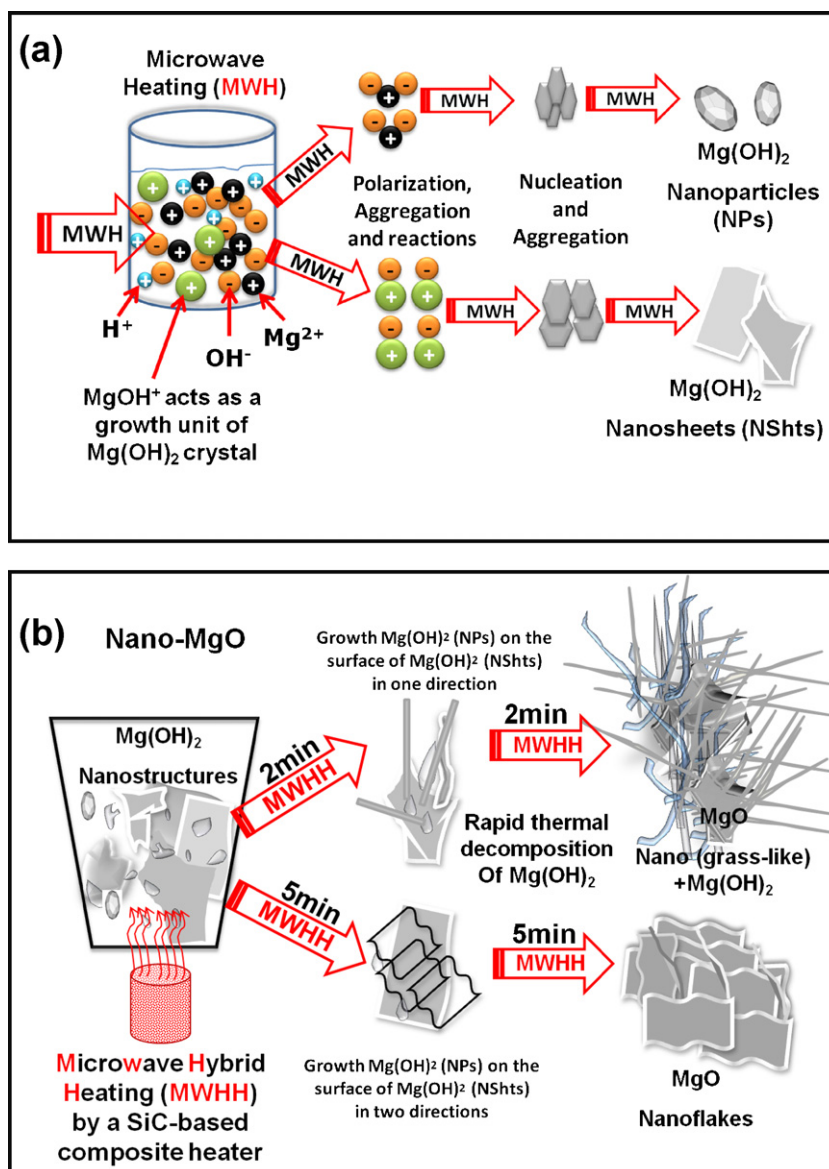 (a)
Microwave
Heating (MWH)
MWH
MWH
MWH
H⁺
OH⁻
Mg²⁺
MgOH⁺ acts as a
growth unit of
Mg(OH)₂ crystal
MWH
MWH
Polarization,
Aggregation
and reactions
Nucleation
and
Aggregation
Mg(OH)₂
Nanoparticles
(NPs)
MWH
MWH
Mg(OH)₂
Nanosheets (NShts)
(b)
Nano-MgO
Mg(OH)₂
Nanostructures
Microwave Hybrid
Heating (MWHH)
by a SiC-based
composite heater
2min
MWHH
Growth Mg(OH)² (NPs) on the
surface of Mg(OH)² (NShts)
in one direction
2min
MWHH
Rapid thermal
decomposition
Of Mg(OH)₂
MgO
Nano (grass-like)
+Mg(OH)₂
5min
MWHH
5min
MWHH
Growth Mg(OH)² (NPs) on the
surface of Mg(OH)² (NShts)
in two directions
MgO
Nanoflakes